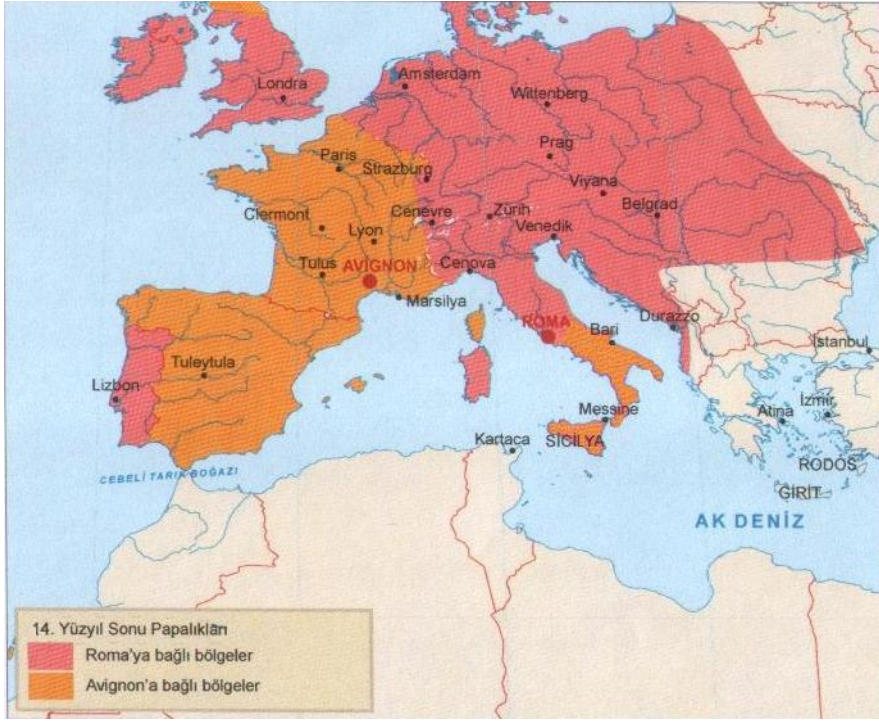 Londra
Amsterdam
Wittenberg
Prag
Paris
Strazburg
Viyana
Clermont
Cenevre
Zürih
Belgrad
Lyon
Venedik
Tulus
AVIGNON
Cenova
Marsilya
ROMA
Bari
Durazzo
İstanbul
Tuleytula
Lizbon
Messine
Atina
İzmir
Kartaca
SİCİLYA
RODOS
CEBELİ TARIK BOĞAZI
GİRİT
AK DENİZ
14. Yüzyıl Sonu Papalıkları
Roma'ya bağlı bölgeler
Avignon'a bağlı bölgeler